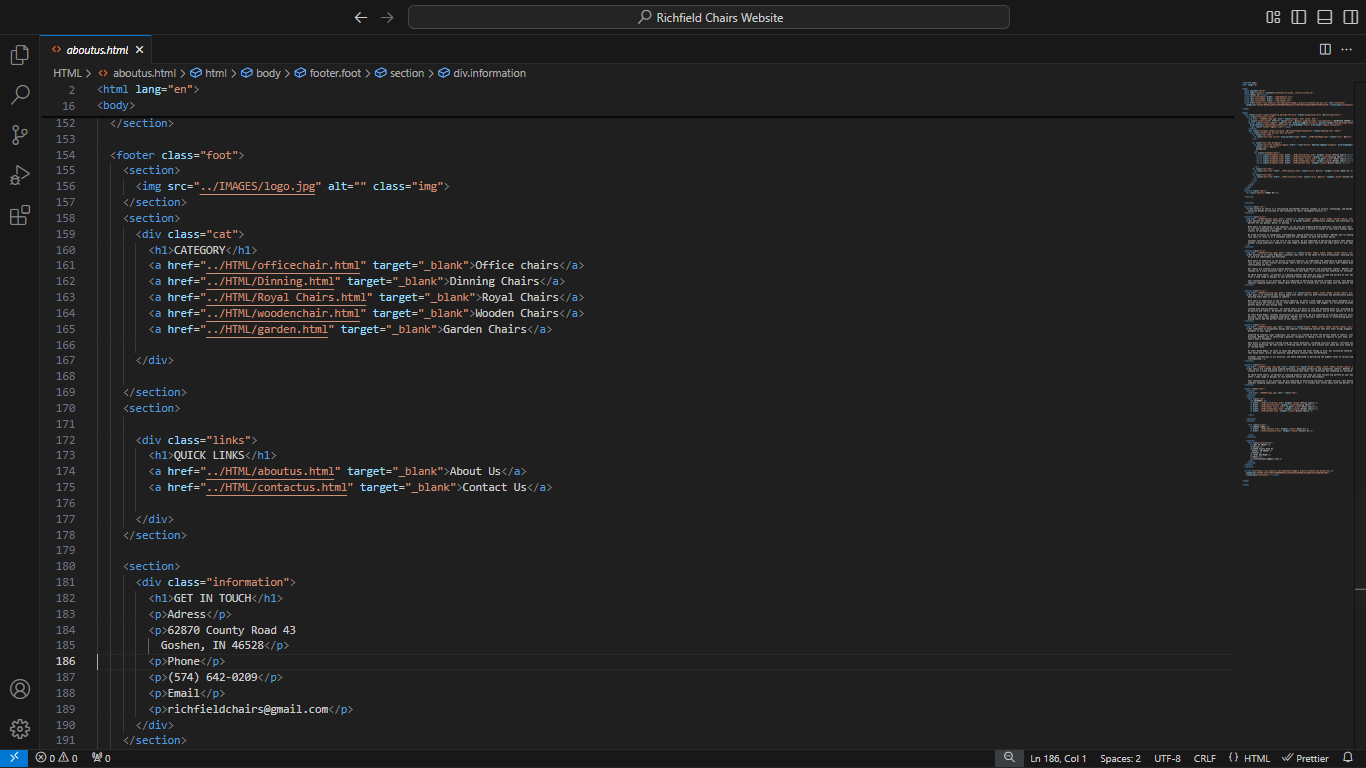 Richfield Chairs Website
aboutus.html
HTML > aboutus.html > html > body > footer.foot > section > div.information
2 <html lang="en">
16 <body>
152 </section>
153
154 <footer class="foot">
155 <section>
156 <img src="../IMAGES/logo.jpg" alt="" class="img">
157 </section>
158 <section>
159 <div class="cat">
160 <h1>CATEGORY</h1>
161 <a href="../HTML/officechair.html" target="_blank">Office chairs</a>
162 <a href="../HTML/Dinning.html" target="_blank">Dinning Chairs</a>
163 <a href="../HTML/Royal Chairs.html" target="_blank">Royal Chairs</a>
164 <a href="../HTML/woodenchair.html" target="_blank">Wooden Chairs</a>
165 <a href="../HTML/garden.html" target="_blank">Garden Chairs</a>
166
167 </div>
168
169 </section>
170 <section>
171
172 <div class="links">
173 <h1>QUICK LINKS</h1>
174 <a href="../HTML/aboutus.html" target="_blank">About Us</a>
175 <a href="../HTML/contactus.html" target="_blank">Contact Us</a>
176
177 </div>
178 </section>
179
180 <section>
181 <div class="information">
182 <h1>GET IN TOUCH</h1>
183 <p>Adress</p>
184 <p>62870 County Road 43
185 Goshen, IN 46528</p>
186 <p>Phone</p>
187 <p>(574) 642-0209</p>
188 <p>Email</p>
189 <p>richfieldchairs@gmail.com</p>
190 </div>
191 </section>
0 0 0 Ln 186, Col 1 Spaces: 2 UTF-8 CRLF {} HTML Prettier